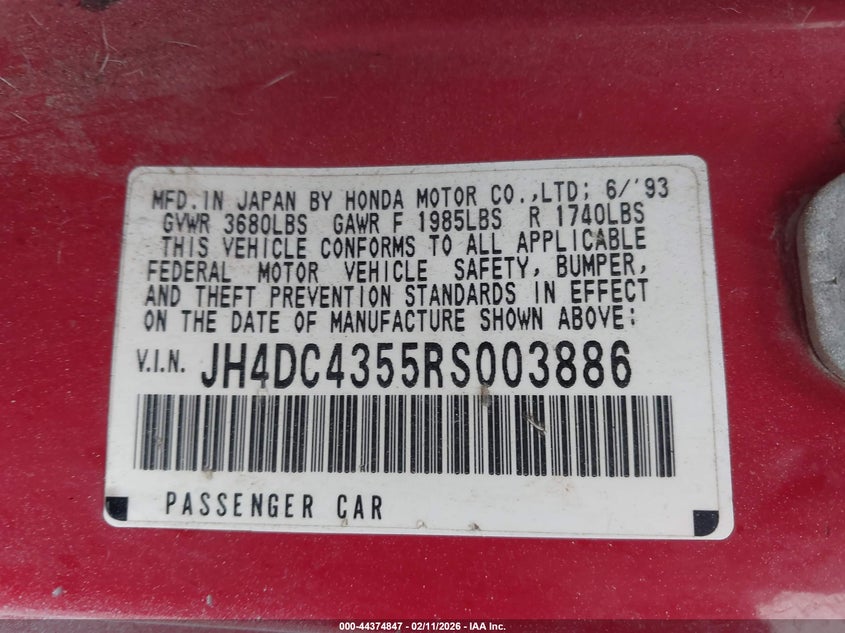 MFD.IN JAPAN BY HONDA MOTOR CO.,LTD; 6/'93
GVWR 3680LBS GAWR F 1985LBS R 1740LBS
THIS VEHICLE CONFORMS TO ALL APPLICABLE
FEDERAL MOTOR VEHICLE SAFETY, BUMPER,
AND THEFT PREVENTION STANDARDS IN EFFECT
ON THE DATE OF MANUFACTURE SHOWN ABOVE:
V.I.N. JH4DC4355RS003886
PASSENGER CAR
000-44374847 - 02/11/2026 - IAA Inc.